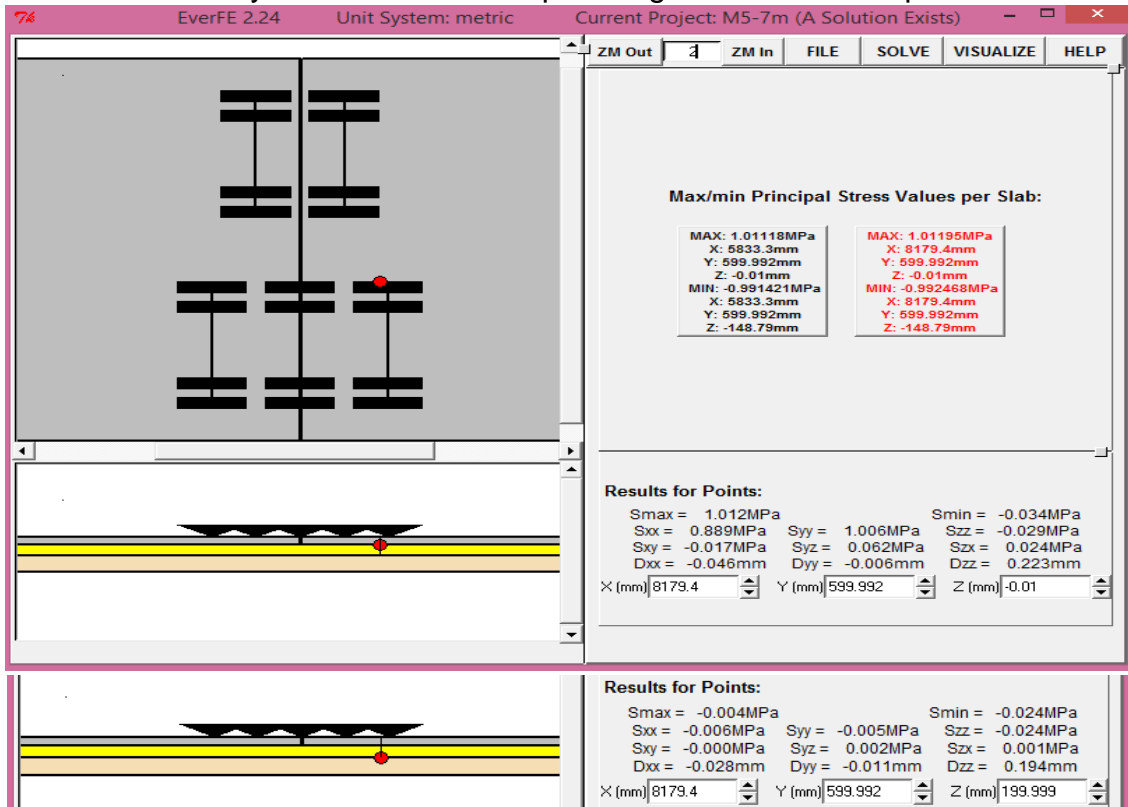 EverFE 2.24 Unit System: metric Current Project: M5-7m (A Solution Exists)
ZM Out 2 ZM In FILE SOLVE VISUALIZE HELP
Max/min Principal Stress Values per Slab:
MAX: 1.01118MPa
X: 5833.3mm
Y: 599.992mm
Z: -0.01mm
MIN: -0.991421MPa
X: 5833.3mm
Y: 599.992mm
Z: -148.79mm
MAX: 1.01195MPa
X: 8179.4mm
Y: 599.992mm
Z: -0.01mm
MIN: -0.992468MPa
X: 8179.4mm
Y: 599.992mm
Z: -148.79mm
Results for Points:
Smax = 1.012MPa Smin = -0.034MPa
Sxx = 0.889MPa Syy = 1.006MPa Szz = -0.029MPa
Sxy = -0.017MPa Syz = 0.062MPa Szx = 0.024MPa
Dxx = -0.046mm Dyy = -0.006mm Dzz = 0.223mm
X (mm) 8179.4 Y (mm) 599.992 Z (mm) -0.01
Results for Points:
Smax = -0.004MPa Smin = -0.024MPa
Sxx = -0.006MPa Syy = -0.005MPa Szz = -0.024MPa
Sxy = -0.000MPa Syz = 0.002MPa Szx = 0.001MPa
Dxx = -0.028mm Dyy = -0.011mm Dzz = 0.194mm
X (mm) 8179.4 Y (mm) 599.992 Z (mm) 199.999